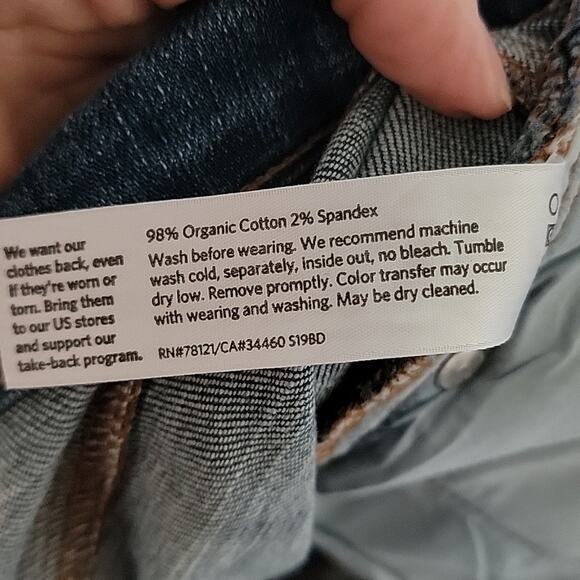 We want our
clothes back, even
if they're worn or
torn. Bring them
to our US stores
and support our
take-back program.
98% Organic Cotton 2% Spandex
Wash before wearing. We recommend machine
wash cold, separately, inside out, no bleach. Tumble
dry low. Remove promptly. Color transfer may occur
with wearing and washing. May be dry cleaned.
RN#78121/CA#34460 S19BD